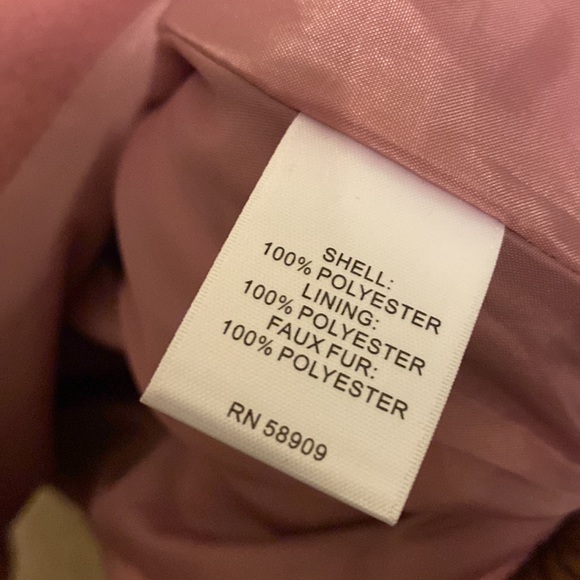 SHELL:
100% POLYESTER
LINING:
100% POLYESTER
FAUX FUR:
100% POLYESTER
RN 58909